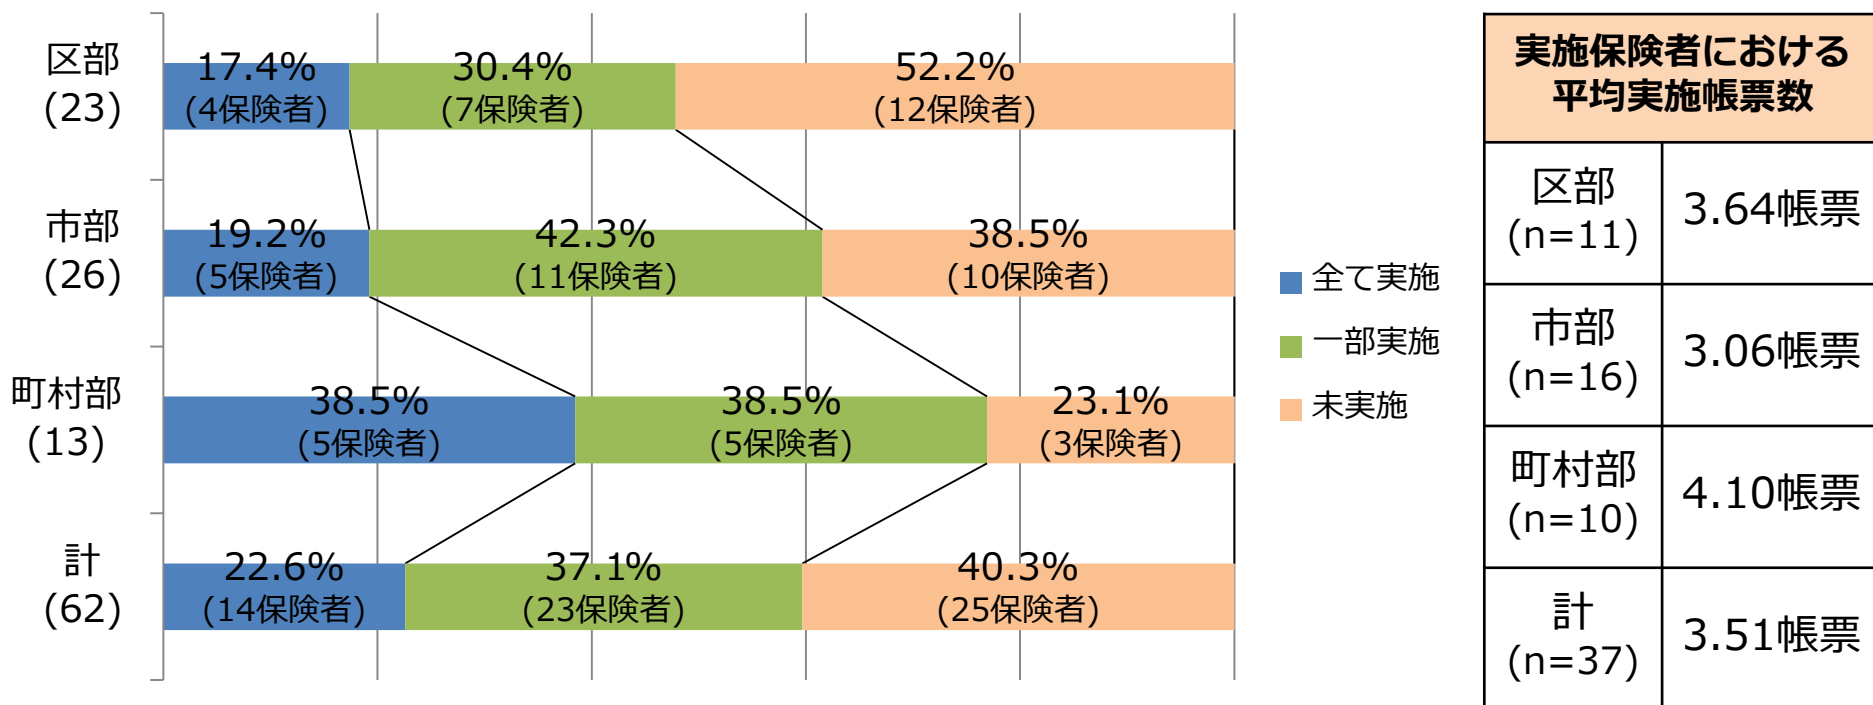 区部
(23)
17.4%
(4保険者)
30.4%
(7保険者)
52.2%
(12保険者)
市部
(26)
19.2%
(5保険者)
42.3%
(11保険者)
38.5%
(10保険者)
町村部
(13)
38.5%
(5保険者)
38.5%
(5保険者)
23.1%
(3保険者)
計
(62)
22.6%
(14保険者)
37.1%
(23保険者)
40.3%
(25保険者)
全て実施
一部実施
未実施
実施保険者における
平均実施帳票数
区部
(n=11)
3.64帳票
市部
(n=16)
3.06帳票
町村部
(n=10)
4.10帳票
計
(n=37)
3.51帳票